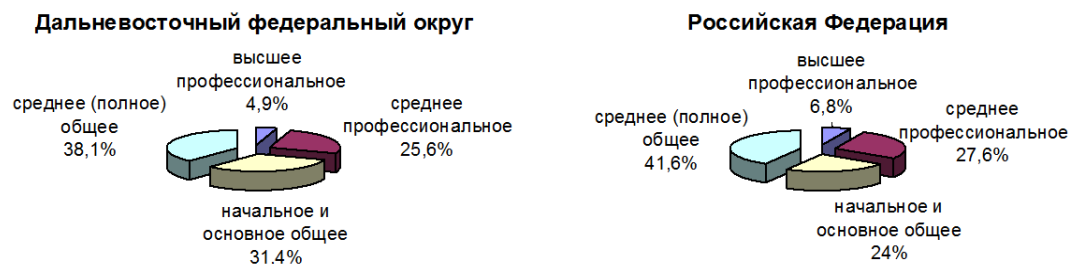 Дальневосточный федеральный округ
высшее
профессиональное
4,9%
среднее (полное)
общее
38,1%
среднее
профессиональное
25,6%
начальное и
основное общее
31,4%
Российская Федерация
высшее
профессиональное
6,8%
среднее (полное)
общее
41,6%
среднее
профессиональное
27,6%
начальное и
основное общее
24%